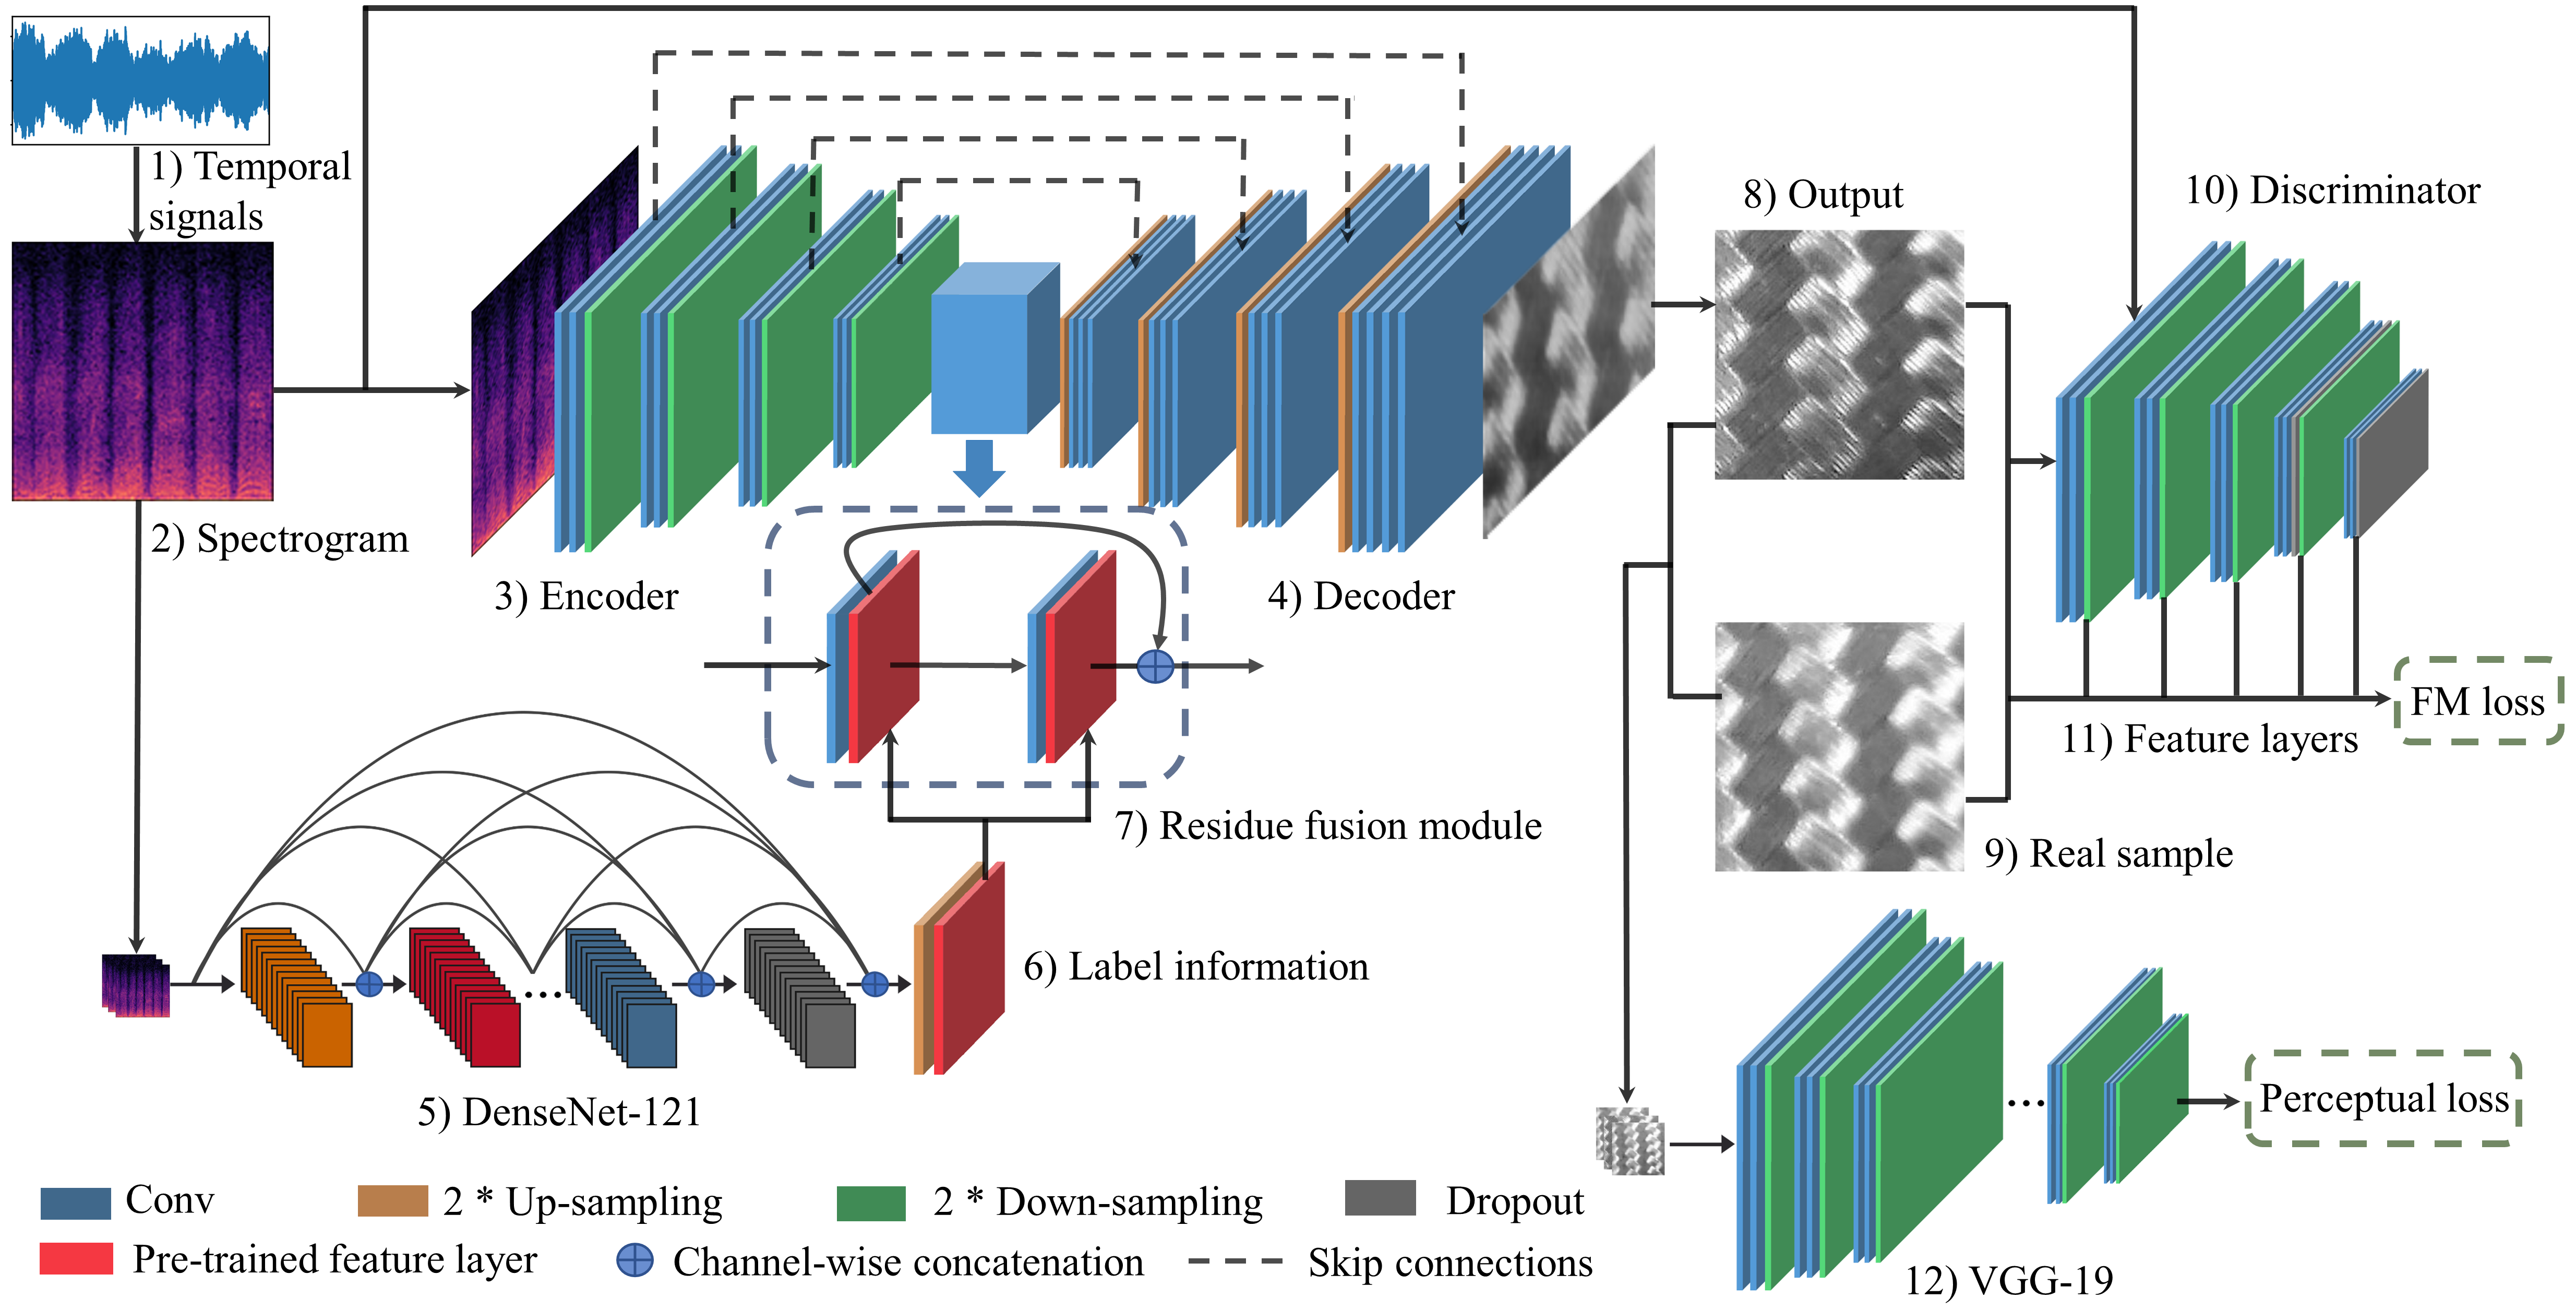 1) Temporal
signals
2) Spectrogram
3) Encoder
4) Decoder
5) DenseNet-121
6) Label information
7) Residue fusion module
8) Output
9) Real sample
10) Discriminator
11) Feature layers
FM loss
12) VGG-19
Perceptual loss
Conv
2 * Up-sampling
2 * Down-sampling
Dropout
Pre-trained feature layer
Channel-wise concatenation
Skip connections